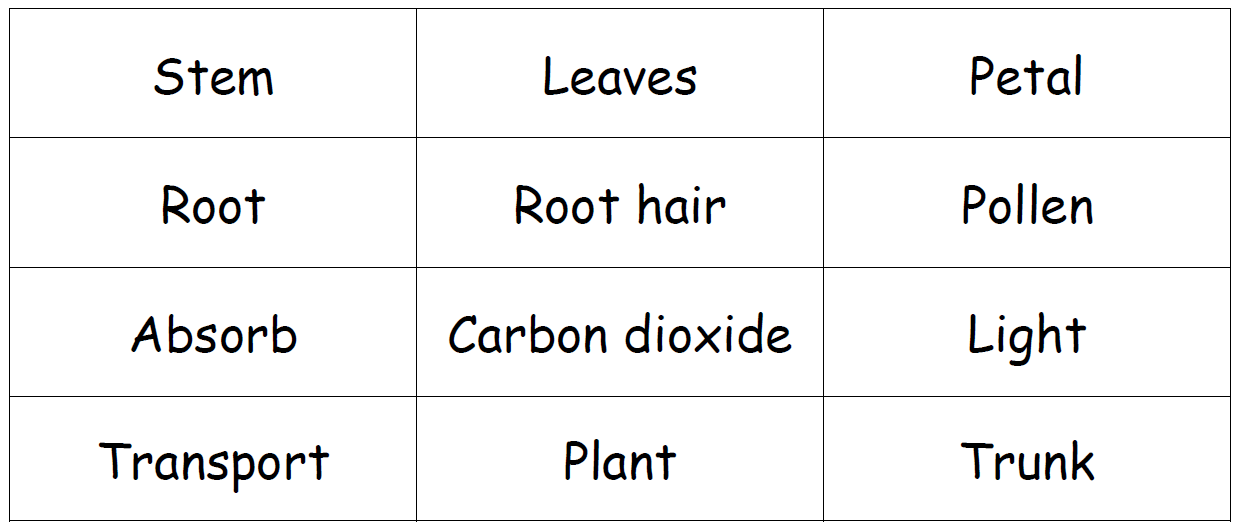 Stem Leaves Petal
Root Root hair Pollen
Absorb Carbon dioxide Light
Transport Plant Trunk